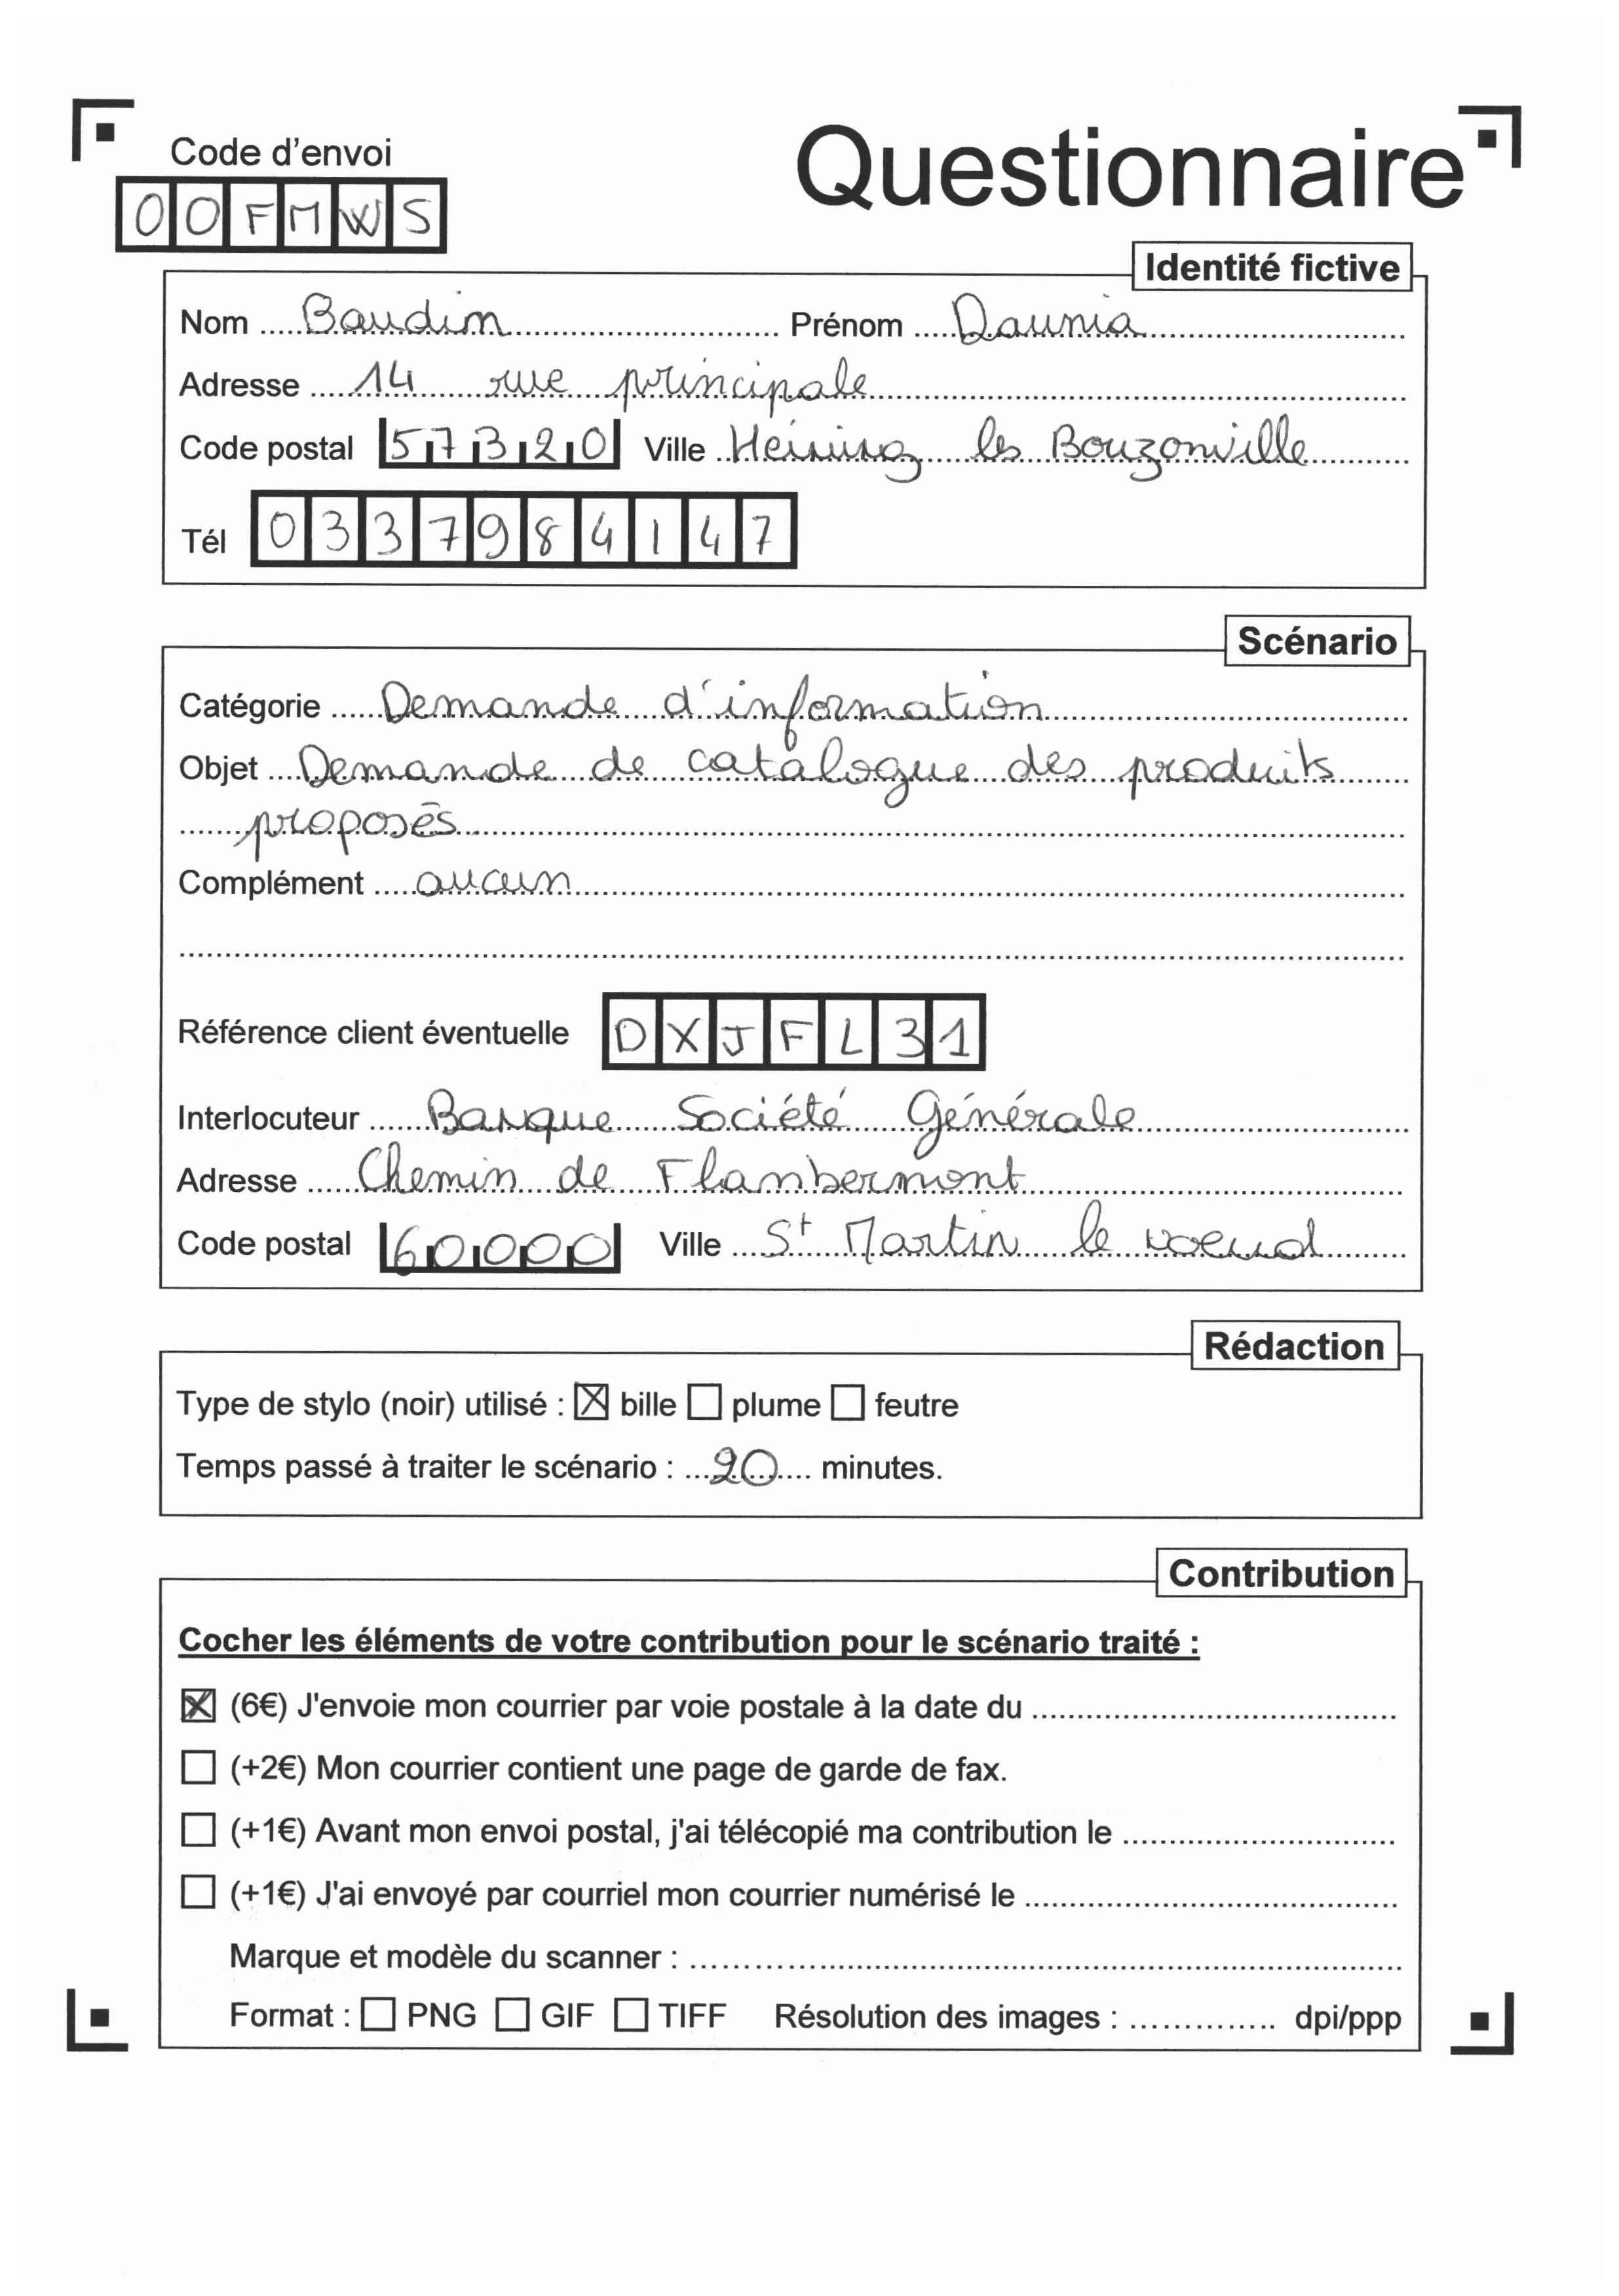 Code d'envoi
Questionnaire
OOFMWS
Identité fictive
Nom Baudin Prénom Daunia
Adresse 14 rue principale
Code postal 57320 Ville Heining les Bouzonville
Tél 0337984147
Scénario
Catégorie Demande d'information
Objet Demande de catalogue des produits
proposés
Complément aucun
Référence client éventuelle DXJFL31
Interlocuteur Banque Société Générale
Adresse Chemin de Flambermont
Code postal 60000 Ville St Martin le noeud
Rédaction
Type de stylo (noir) utilisé : ☒ bille ☐ plume ☐ feutre
Temps passé à traiter le scénario : 20 minutes.
Contribution
Cocher les éléments de votre contribution pour le scénario traité :
☒ (6€) J'envoie mon courrier par voie postale à la date du
☐ (+2€) Mon courrier contient une page de garde de fax.
☐ (+1€) Avant mon envoi postal, j'ai télécopié ma contribution le
☐ (+1€) J'ai envoyé par courriel mon courrier numérisé le
Marque et modèle du scanner :
Format : ☐ PNG ☐ GIF ☐ TIFF Résolution des images : dpi/ppp